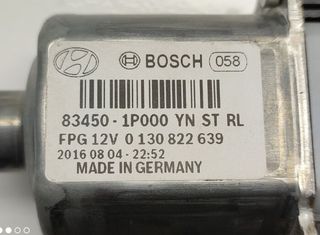 BOSCH 058
83450 - 1P000 YN ST RL
FPG 12V 0 130 822 639
2016 08 04 - 22:52
MADE IN GERMANY